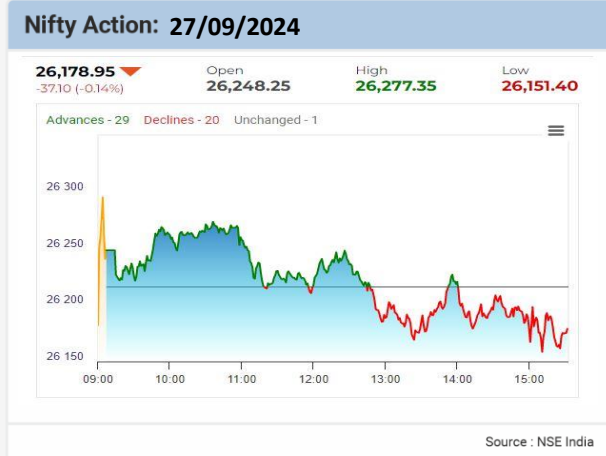 Nifty Action: 27/09/2024
26,178.95 Open High Low
-37.10 (-0.14%) 26,248.25 26,277.35 26,151.40
Advances - 29 Declines - 20 Unchanged - 1
26 300
26 250
26 200
26 150
09:00 10:00 11:00 12:00 13:00 14:00 15:00
Source : NSE India